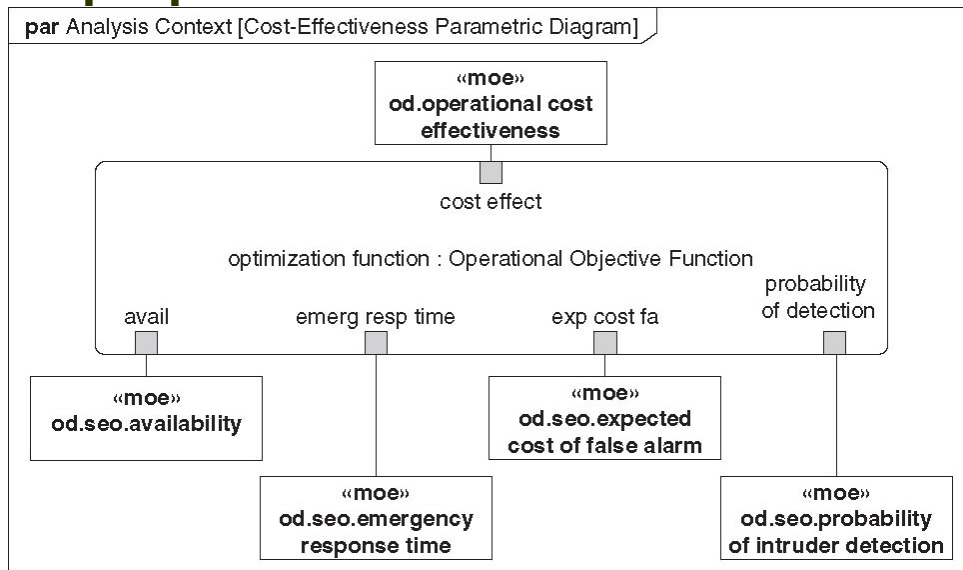 par Analysis Context [Cost-Effectiveness Parametric Diagram]
«moe»
od.operational cost
effectiveness
cost effect
optimization function : Operational Objective Function
probability
of detection
avail
emerg resp time
exp cost fa
«moe»
od.seo.availability
«moe»
od.seo.expected
cost of false alarm
«moe»
od.seo.emergency
response time
«moe»
od.seo.probability
of intruder detection